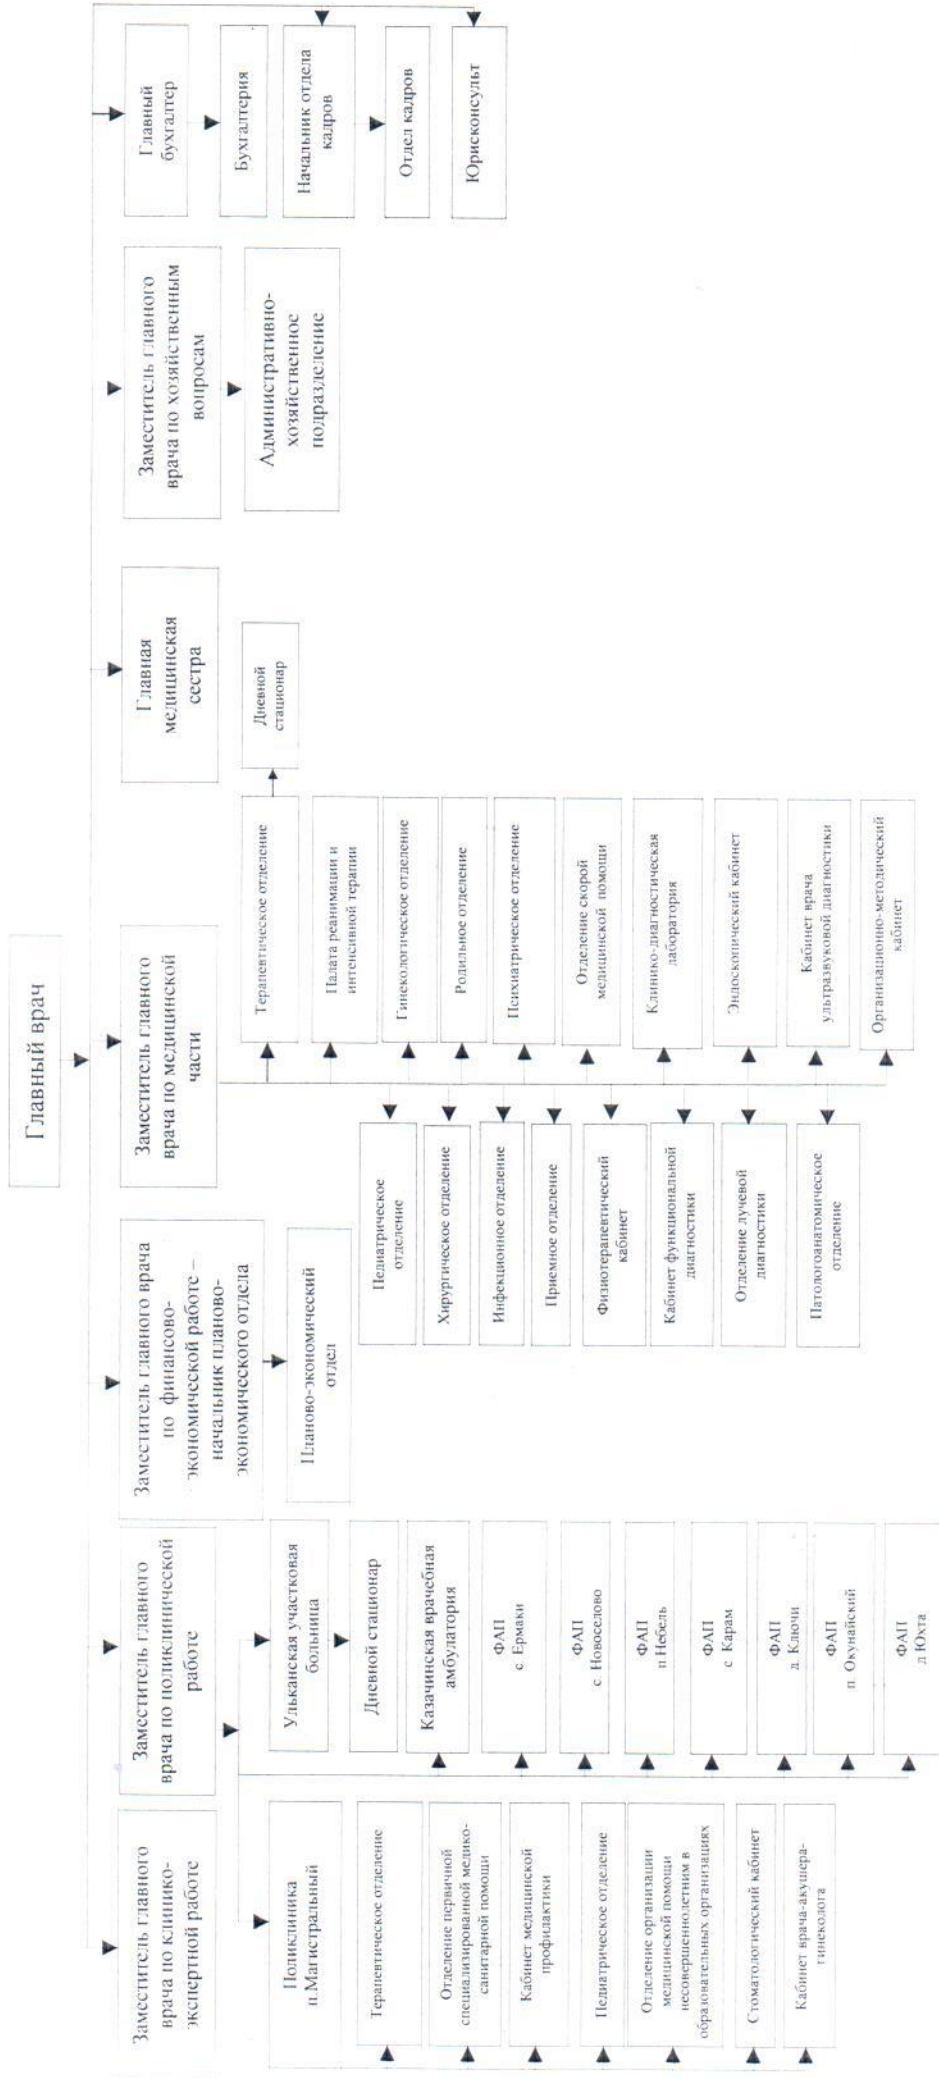 Главный врач
Заместитель главного
врача по клинико-
экспертной работе
Заместитель главного
врача по поликлинической
работе
Заместитель главного врача
по финансово-
экономической работе –
начальник планово-
экономического отдела
Заместитель главного
врача по медицинской
части
Главная
медицинская
сестра
Заместитель главного
врача по хозяйственным
вопросам
Главный
бухгалтер
Бухгалтерия
Начальник отдела
кадров
Отдел кадров
Юрисконсульт
Административно-
хозяйственное
подразделение
Планово-экономический
отдел
Поликлиника
п.Магистральный
Терапевтическое отделение
Отделение первичной
специализированной медико-
санитарной помощи
Кабинет медицинской
профилактики
Педиатрическое отделение
Отделение организации
медицинской помощи
несовершеннолетним в
образовательных организациях
Стоматологический кабинет
Кабинет врача-акушера-
гинеколога
Ульканская участковая
больница
Дневной стационар
Казачинская врачебная
амбулатория
ФАП
с. Ермаки
ФАП
с. Новоселово
ФАП
п.Небель
ФАП
с Карам
ФАП
д. Ключи
ФАП
п. Окунайский
ФАП
д Юхта
Педиатрическое
отделение
Хирургическое отделение
Инфекционное отделение
Приемное отделение
Физиотерапевтический
кабинет
Кабинет функциональной
диагностики
Отделение лучевой
диагностики
Патологоанатомическое
отделение
Терапевтическое отделение
Дневной
стационар
Палата реанимации и
интенсивной терапии
Гинекологическое отделение
Родильное отделение
Психиатрическое отделение
Отделение скорой
медицинской помощи
Клинико-диагностическая
лаборатория
Эндоскопический кабинет
Кабинет врача
ультразвуковой диагностики
Организационно-методический
кабинет